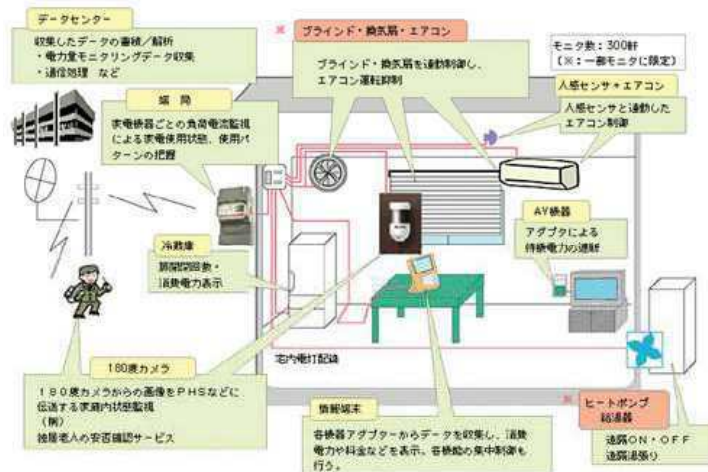 データセンター
収集したデータの蓄積/解析
・電力量モニタリングデータ収集
・通信処理 など
※ ブラインド・換気扇・エアコン
ブラインド・換気扇を連動制御し、
エアコン運転抑制
モニタ数:300軒
(※:一部モニタに限定)
人感センサ+エアコン
人感センサと連動した
エアコン制御
端 局
家電機器ごとの負荷電流監視
による家電使用状態、使用パ
ターンの把握
冷蔵庫
扉開閉回数・
消費電力表示
AV機器
アダプタによる
待機電力の遮断
180度カメラ
180度カメラからの画像をPHSなどに
伝送する家庭内状態監視
(例)
独居老人の安否確認サービス
宅内電灯配線
情報端末
各機器アダプターからデータを収集し、消費
電力や料金などを表示。各機能の集中制御も
行う。
※ ヒートポンプ
給湯器
遠隔ON・OFF
遠隔湯張り